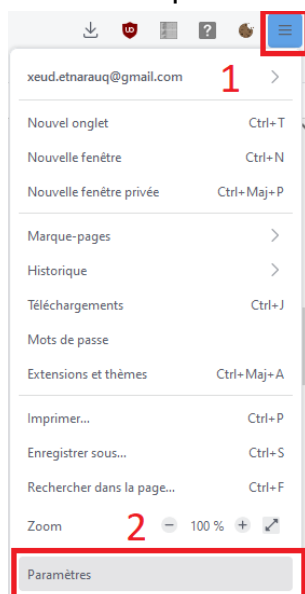 ?
xeud.etnarauq@gmail.com 1
Nouvel onglet Ctrl+T
Nouvelle fenêtre Ctrl+N
Nouvelle fenêtre privée Ctrl+Maj+P
Marque-pages
Historique
Téléchargements Ctrl+J
Mots de passe
Extensions et thèmes Ctrl+Maj+A
Imprimer... Ctrl+P
Enregistrer sous... Ctrl+S
Rechercher dans la page... Ctrl+F
Zoom 2 − 100 % +
Paramètres